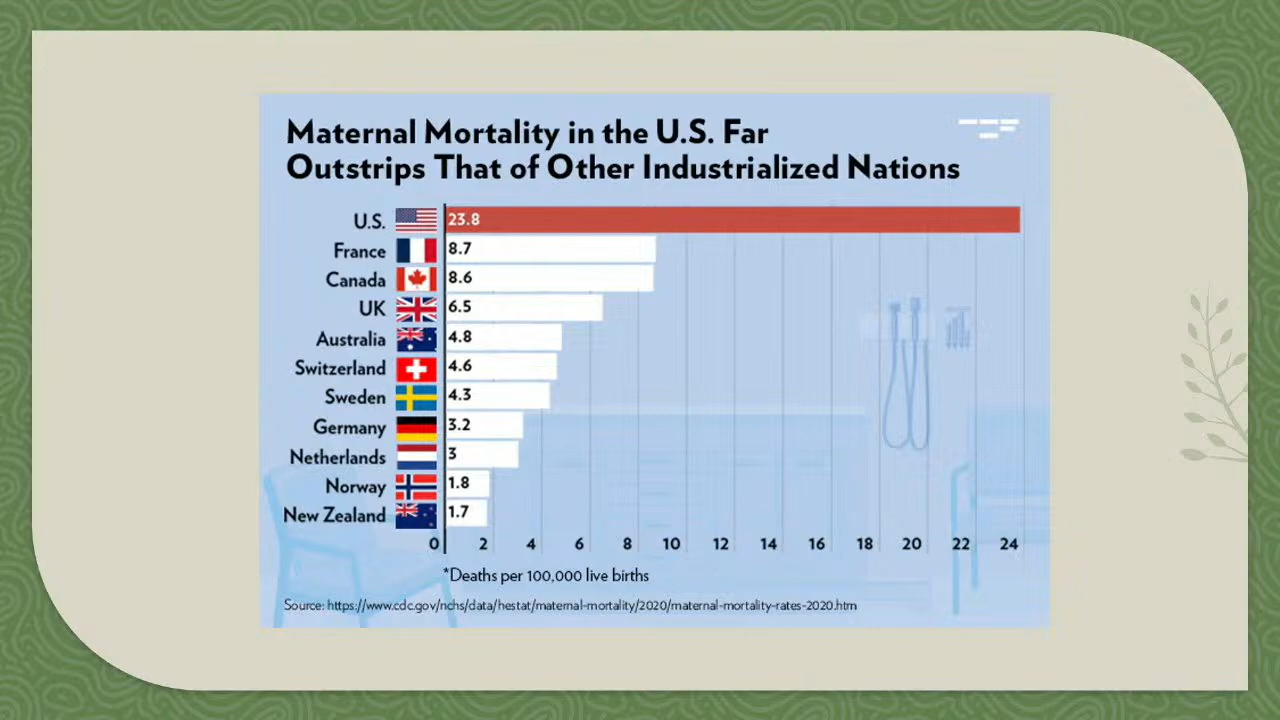 Maternal Mortality in the U.S. Far
Outstrips That of Other Industrialized Nations
U.S. 23.8
France 8.7
Canada 8.6
UK 6.5
Australia 4.8
Switzerland 4.6
Sweden 4.3
Germany 3.2
Netherlands 3
Norway 1.8
New Zealand 1.7
0 2 4 6 8 10 12 14 16 18 20 22 24
*Deaths per 100,000 live births
Source: https://www.cdc.gov/nchs/data/hestat/maternal-mortality/2020/maternal-mortality-rates-2020.htm